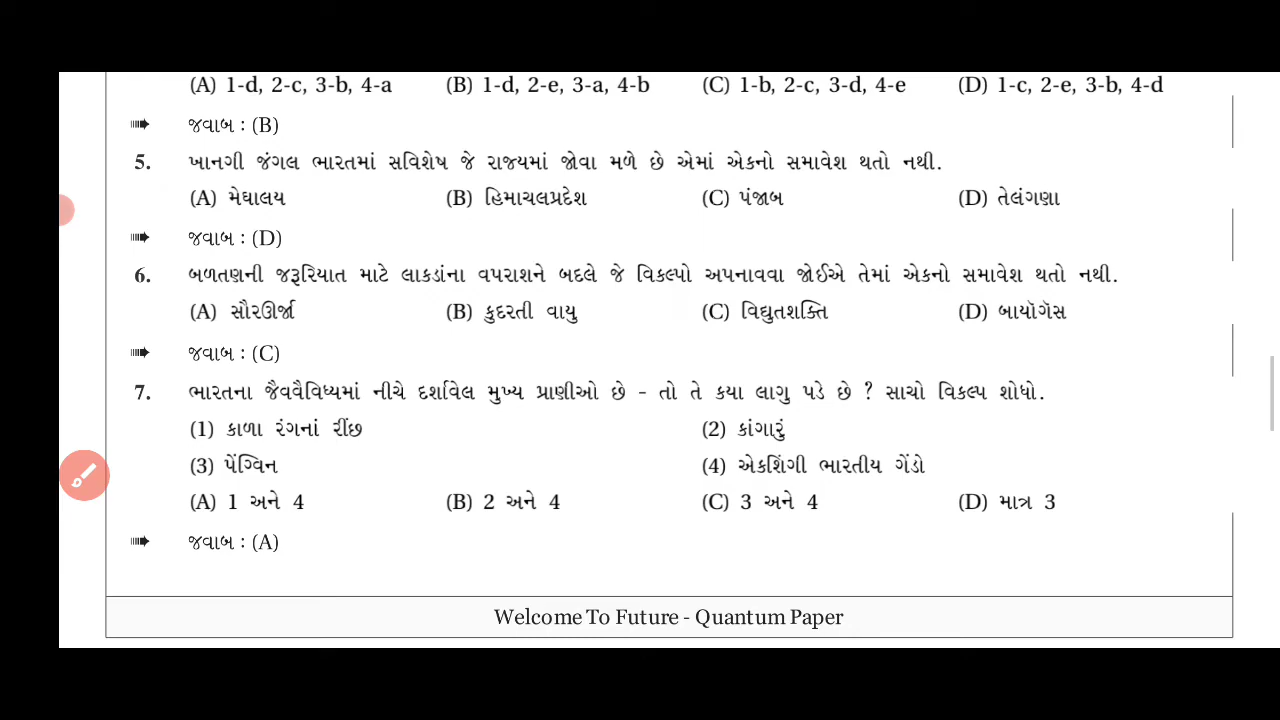 (A) 1-d, 2-c, 3-b, 4-a (B) 1-d, 2-e, 3-a, 4-b (C) 1-b, 2-c, 3-d, 4-e (D) 1-c, 2-e, 3-b, 4-d
જવાબ : (B)
5. ખાનગી જંગલ ભારતમાં સવિશેષ જે રાજ્યમાં જોવા મળે છે એમાં એકનો સમાવેશ થતો નથી.
(A) મેઘાલય (B) હિમાચલપ્રદેશ (C) પંજાબ (D) તેલંગણા
જવાબ : (D)
6. બળતણની જરૂરિયાત માટે લાકડાંના વપરાશને બદલે જે વિકલ્પો અપનાવવા જોઈએ તેમાં એકનો સમાવેશ થતો નથી.
(A) સૌરઊર્જા (B) કુદરતી વાયુ (C) વિદ્યુતશક્તિ (D) બાયૉગૅસ
જવાબ : (C)
7. ભારતના જૈવવૈવિધ્યમાં નીચે દર્શાવેલ મુખ્ય પ્રાણીઓ છે - તો તે કયા લાગુ પડે છે ? સાચો વિકલ્પ શોધો.
(1) કાળા રંગનાં રીંછ (2) કાંગારું
(3) પેંગ્વિન (4) એકશિંગી ભારતીય ગેંડો
(A) 1 અને 4 (B) 2 અને 4 (C) 3 અને 4 (D) માત્ર 3
જવાબ : (A)
Welcome To Future - Quantum Paper